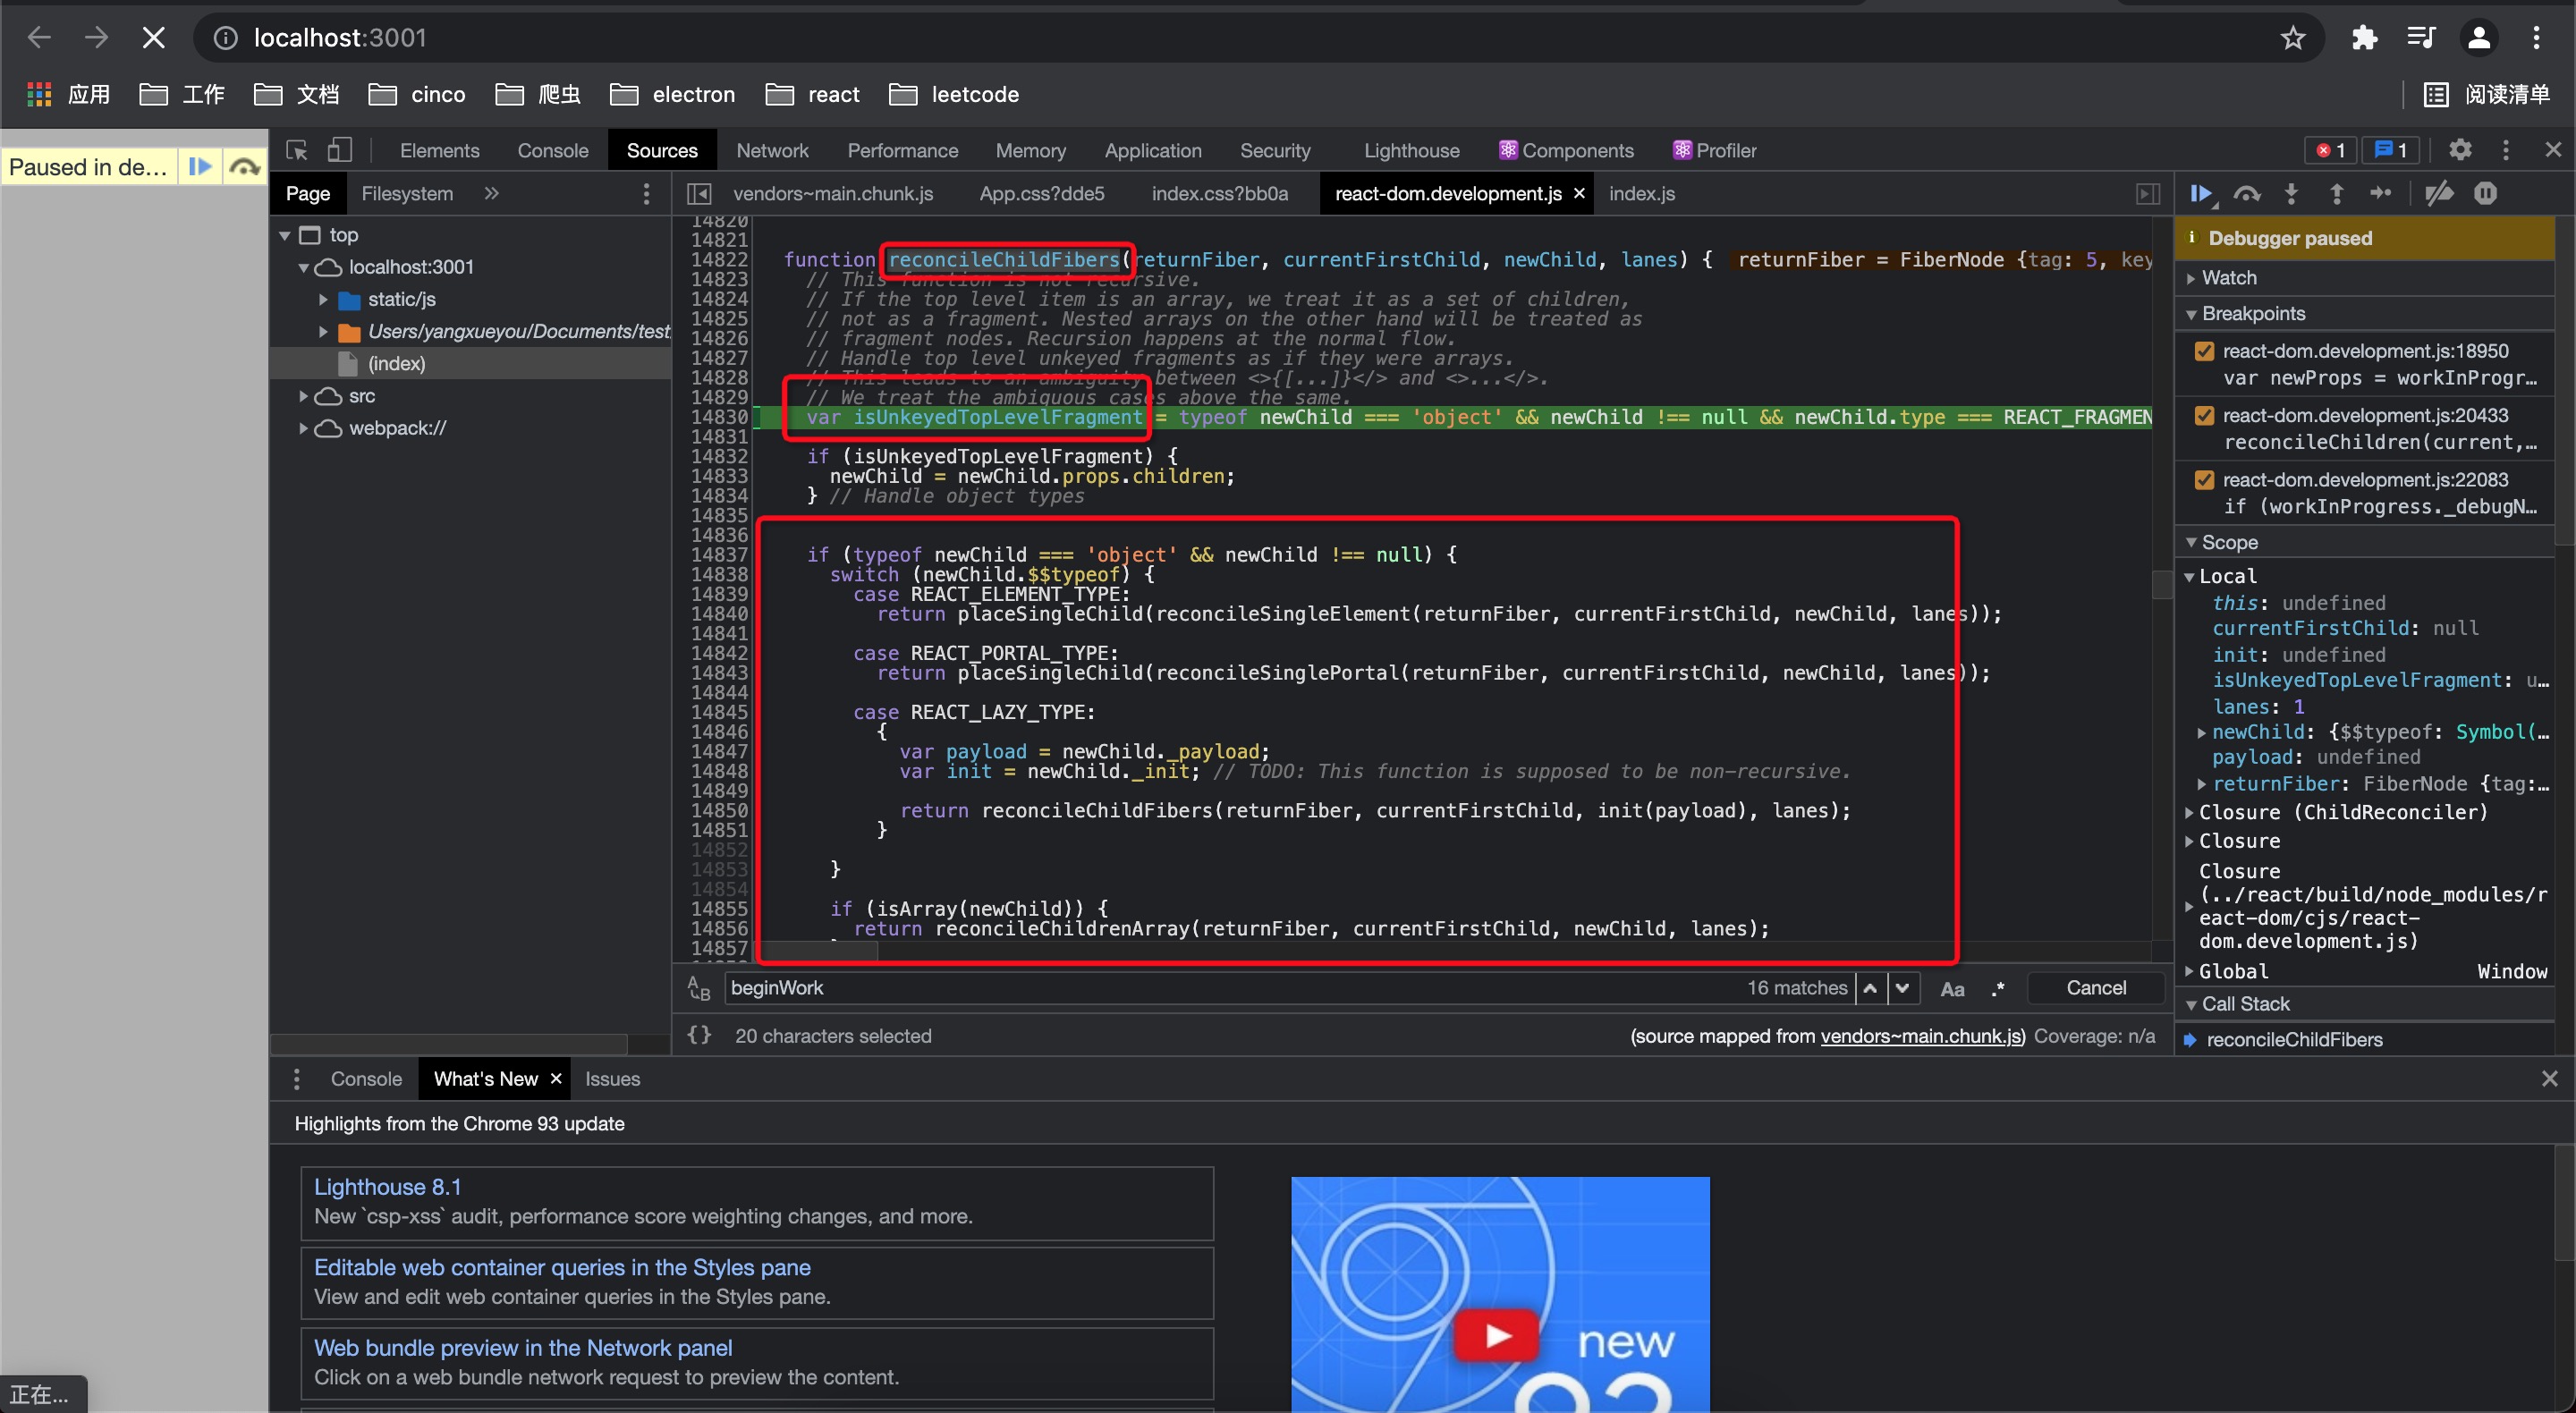 localhost:3001
应用 工作 文档 cinco 爬虫 electron react leetcode 阅读清单
Paused in de...
Elements Console Sources Network Performance Memory Application Security Lighthouse Components Profiler 1 1
Page Filesystem »
vendors~main.chunk.js App.css?dde5 index.css?bb0a react-dom.development.js × index.js
top
localhost:3001
static/js
Users/yangxueyou/Documents/test
(index)
src
webpack://
14820
14821
14822 function reconcileChildFibers(returnFiber, currentFirstChild, newChild, lanes) { returnFiber = FiberNode {tag: 5, key
14823 // This function is not recursive.
14824 // If the top level item is an array, we treat it as a set of children,
14825 // not as a fragment. Nested arrays on the other hand will be treated as
14826 // fragment nodes. Recursion happens at the normal flow.
14827 // Handle top level unkeyed fragments as if they were arrays.
14828 // This leads to an ambiguity between <>{[...]}</> and <>...</>.
14829 // We treat the ambiguous cases above the same.
14830 var isUnkeyedTopLevelFragment = typeof newChild === 'object' && newChild !== null && newChild.type === REACT_FRAGMEN
14831
14832 if (isUnkeyedTopLevelFragment) {
14833 newChild = newChild.props.children;
14834 } // Handle object types
14835
14836
14837 if (typeof newChild === 'object' && newChild !== null) {
14838 switch (newChild.$$typeof) {
14839 case REACT_ELEMENT_TYPE:
14840 return placeSingleChild(reconcileSingleElement(returnFiber, currentFirstChild, newChild, lanes));
14841
14842 case REACT_PORTAL_TYPE:
14843 return placeSingleChild(reconcileSinglePortal(returnFiber, currentFirstChild, newChild, lanes));
14844
14845 case REACT_LAZY_TYPE:
14846 {
14847 var payload = newChild._payload;
14848 var init = newChild._init; // TODO: This function is supposed to be non-recursive.
14849
14850 return reconcileChildFibers(returnFiber, currentFirstChild, init(payload), lanes);
14851 }
14852
14853 }
14854
14855 if (isArray(newChild)) {
14856 return reconcileChildrenArray(returnFiber, currentFirstChild, newChild, lanes);
14857
beginWork 16 matches Aa .* Cancel
{} 20 characters selected (source mapped from vendors~main.chunk.js) Coverage: n/a
Debugger paused
Watch
Breakpoints
react-dom.development.js:18950
var newProps = workInProgr...
react-dom.development.js:20433
reconcileChildren(current,...
react-dom.development.js:22083
if (workInProgress._debugN...
Scope
Local
this: undefined
currentFirstChild: null
init: undefined
isUnkeyedTopLevelFragment: u...
lanes: 1
newChild: {$$typeof: Symbol(...
payload: undefined
returnFiber: FiberNode {tag:...
Closure (ChildReconciler)
Closure
Closure
(../react/build/node_modules/r
eact-dom/cjs/react-
dom.development.js)
Global Window
Call Stack
reconcileChildFibers
Console What's New × Issues
Highlights from the Chrome 93 update
Lighthouse 8.1
New `csp-xss` audit, performance score weighting changes, and more.
Editable web container queries in the Styles pane
View and edit web container queries in the Styles pane.
Web bundle preview in the Network panel
Click on a web bundle network request to preview the content.
new
93
正在...